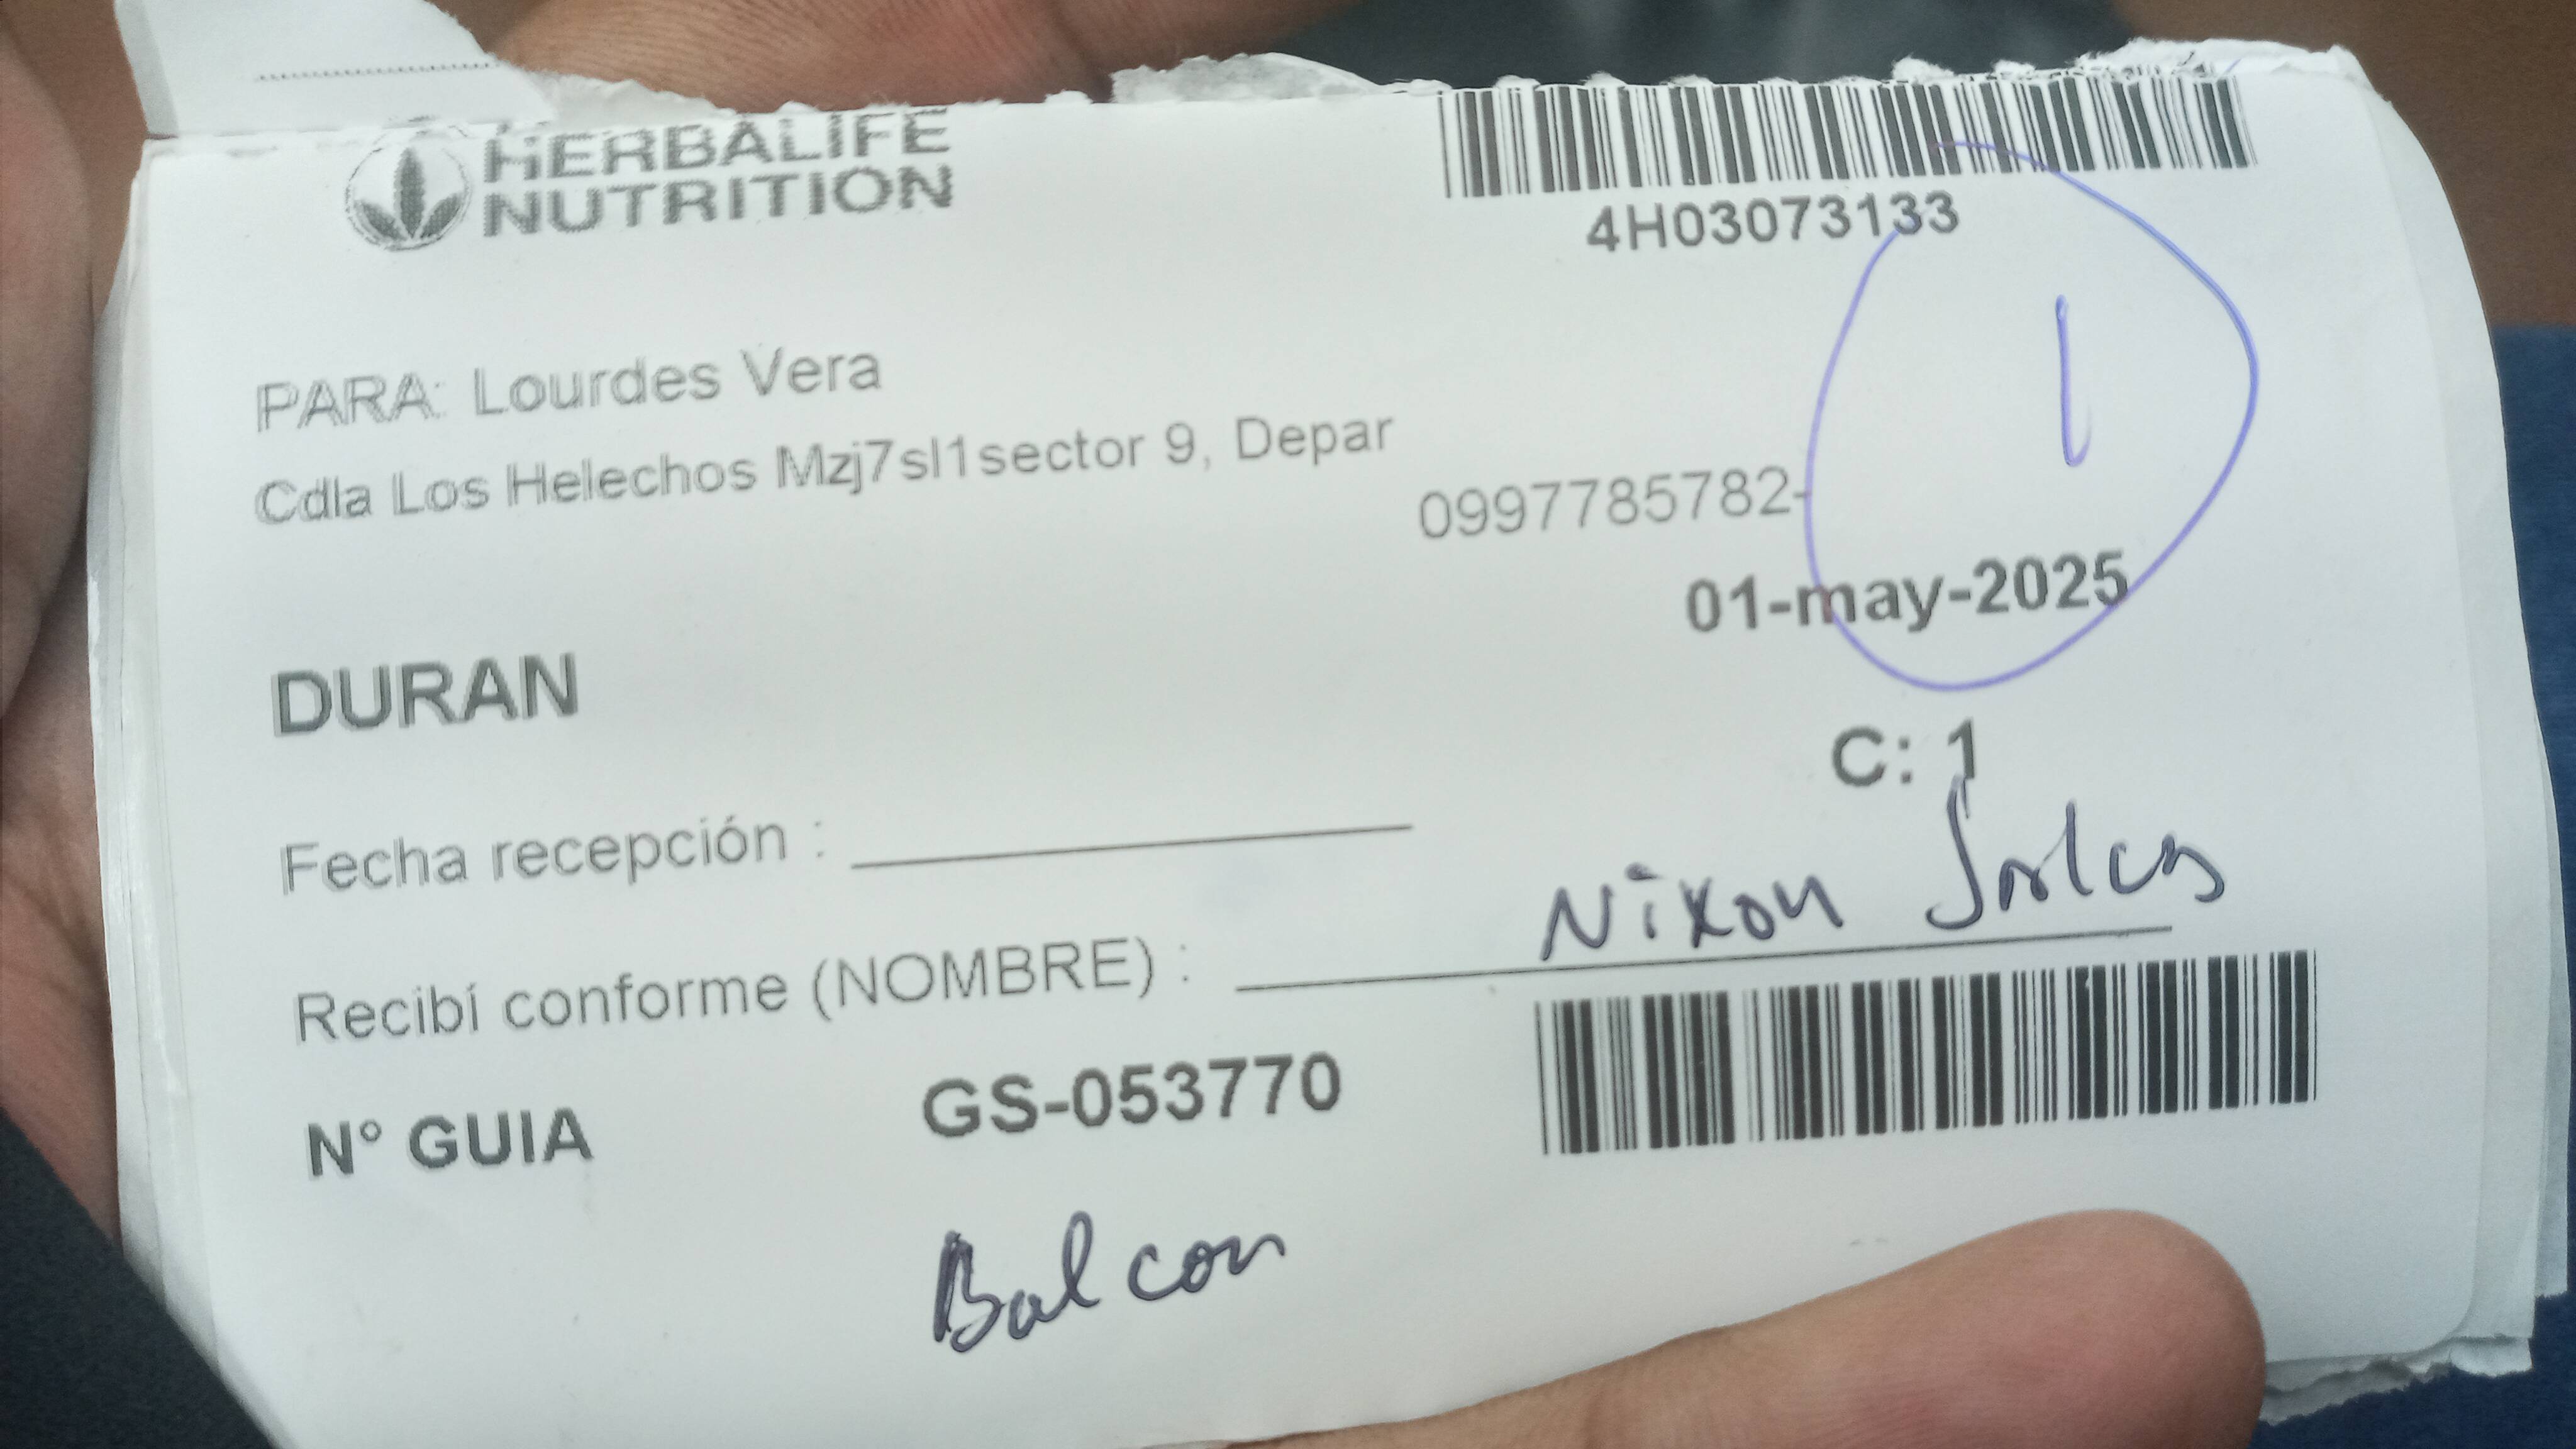 HERBALIFE
NUTRITION
4H03073133
PARA: Lourdes Vera
Cdla Los Helechos Mzj7sl1sector 9, Depar
0997785782-
1
01-may-2025
DURAN
C: 1
Fecha recepción :
Nixon
Recibí conforme (NOMBRE) :
N° GUIA GS-053770
Balcon